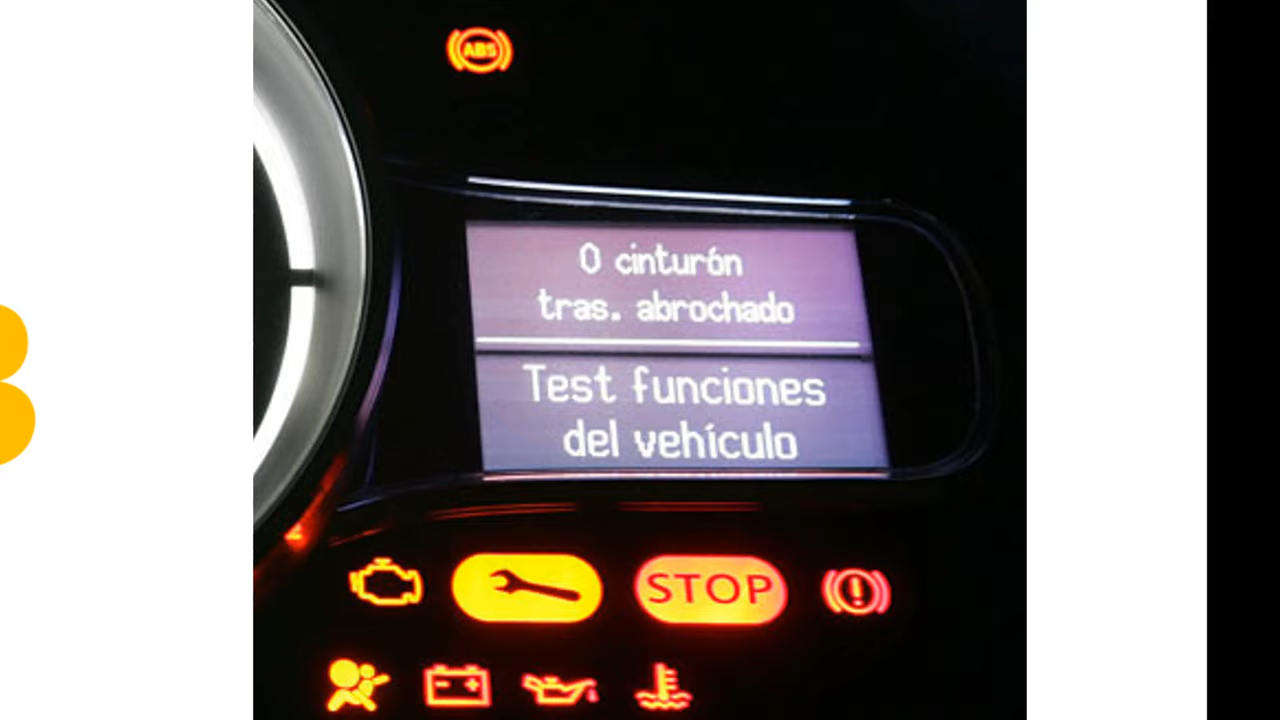 ABS
0 cinturón
tras. abrochado
Test funciones
del vehículo
STOP